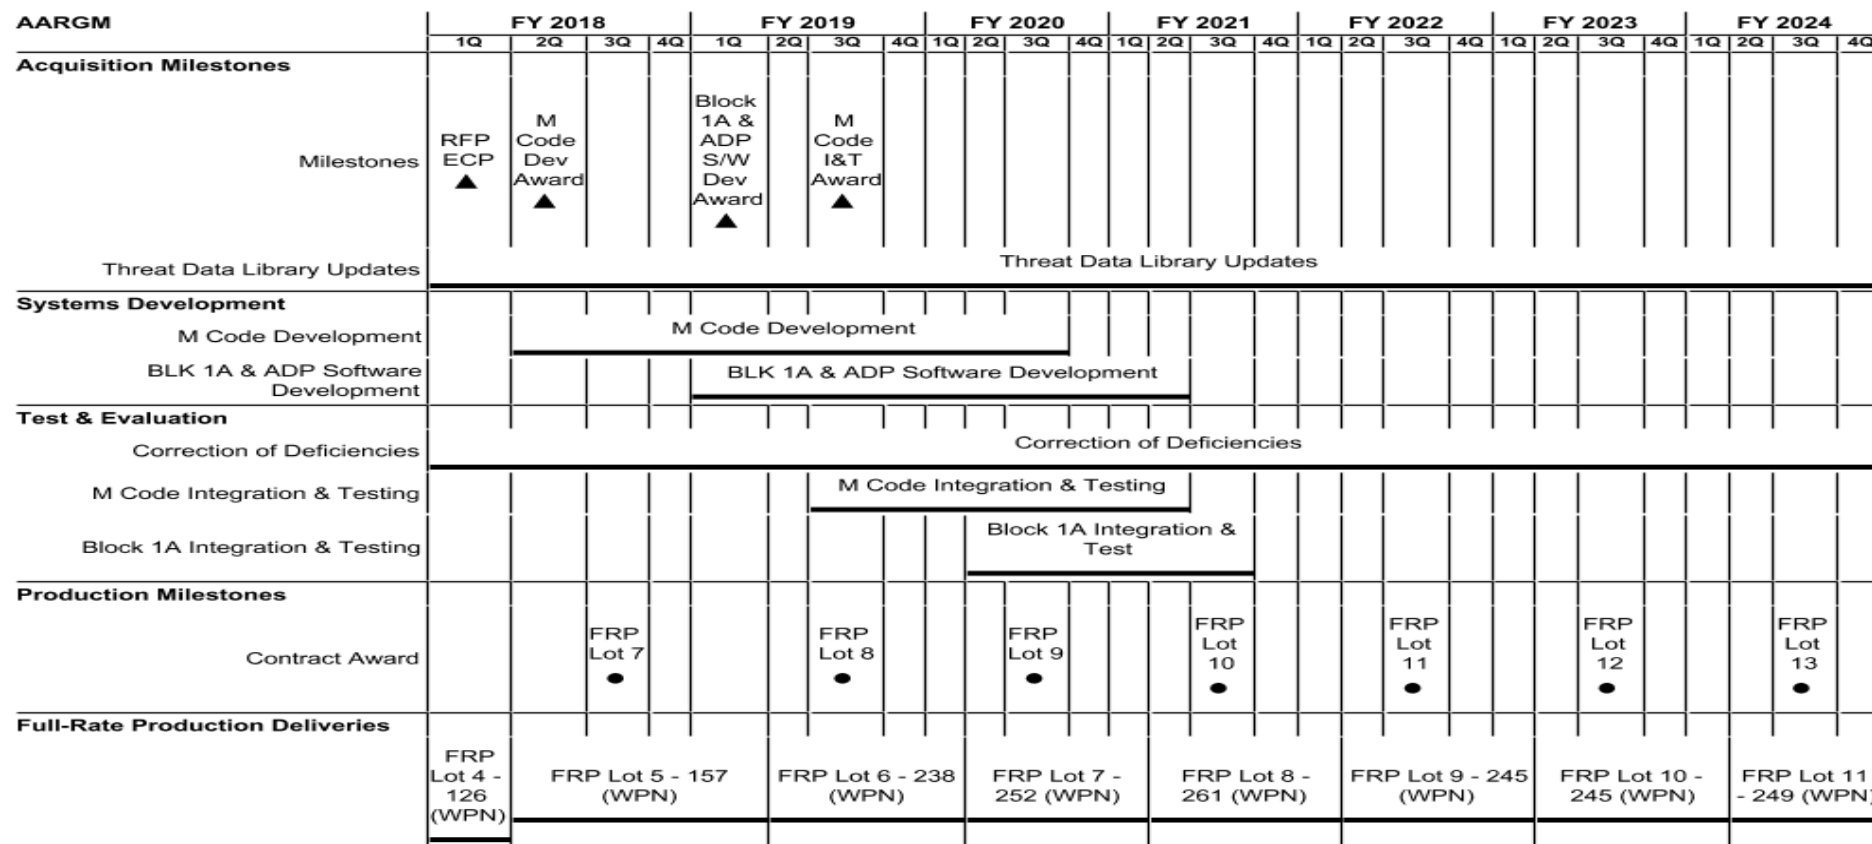 AARGM FY 2018 FY 2019 FY 2020 FY 2021 FY 2022 FY 2023 FY 2024
1Q 2Q 3Q 4Q 1Q 2Q 3Q 4Q 1Q 2Q 3Q 4Q 1Q 2Q 3Q 4Q 1Q 2Q 3Q 4Q 1Q 2Q 3Q 4Q 1Q 2Q 3Q 4Q
Acquisition Milestones
Milestones
RFP
ECP
M
Code
Dev
Award
Block
1A &
ADP
S/W
Dev
Award
M
Code
I&T
Award
Threat Data Library Updates
Threat Data Library Updates
Systems Development
M Code Development
M Code Development
BLK 1A & ADP Software
Development
BLK 1A & ADP Software Development
Test & Evaluation
Correction of Deficiencies
Correction of Deficiencies
M Code Integration & Testing
M Code Integration & Testing
Block 1A Integration & Testing
Block 1A Integration &
Test
Production Milestones
Contract Award
FRP
Lot 7
FRP
Lot 8
FRP
Lot 9
FRP
Lot
10
FRP
Lot
11
FRP
Lot
12
FRP
Lot
13
Full-Rate Production Deliveries
FRP
Lot 4 -
126
(WPN)
FRP Lot 5 - 157
(WPN)
FRP Lot 6 - 238
(WPN)
FRP Lot 7 -
252 (WPN)
FRP Lot 8 -
261 (WPN)
FRP Lot 9 - 245
(WPN)
FRP Lot 10 -
245 (WPN)
FRP Lot 11
- 249 (WPN)